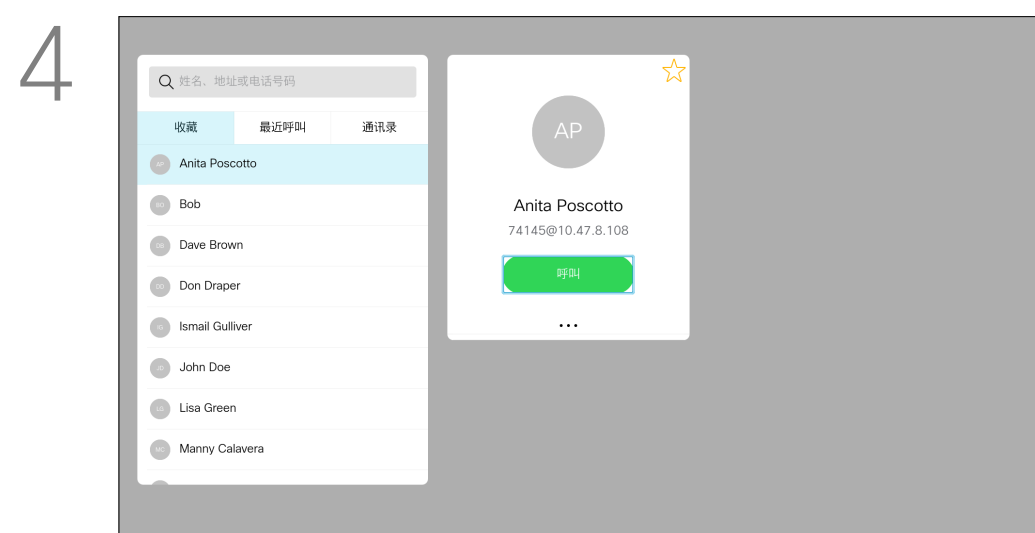 4
姓名、地址或电话号码
收藏 最近呼叫 通讯录
AP Anita Poscotto
BO Bob
DB Dave Brown
DD Don Draper
IG Ismail Gulliver
JD John Doe
LG Lisa Green
MC Manny Calavera
AP
Anita Poscotto
74145@10.47.8.108
呼叫
...